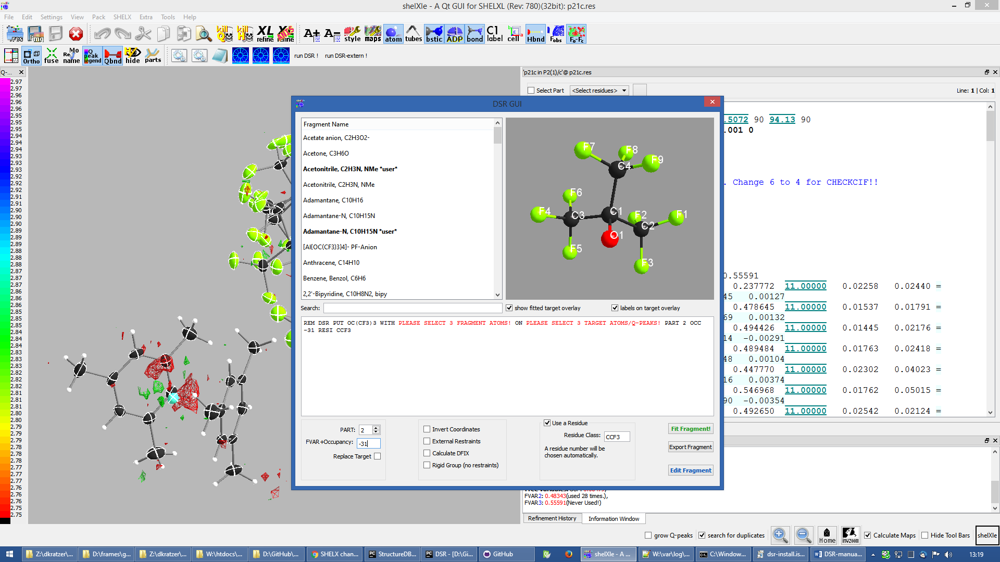 shelXle - A Qt GUI for SHELXL (Rev: 780)(32bit): p21c.res
File Edit Settings View Pack SHELX Extra Tools Help
.res img kill Q kill H XL refine refine A+ A- style maps atom tubes bstic ADP bond C1 label cell Hbnd Fobs Fo-Fc
Ortho fuse Re Mo No name Q peak legend Qbnd hide parts run DSR ! run DSR-extern !
Q-...
'p21c in P2(1)/c'@ p21c.res
Select Part <Select residues> Line: 1 | Col: 1
2.97
2.97
2.96
2.96
2.96
2.95
2.95
2.95
2.94
2.94
2.93
2.93
2.93
2.92
2.92
2.92
2.91
2.91
2.90
2.90
2.90
2.89
2.89
2.89
2.88
2.88
2.88
2.87
2.87
2.87
2.86
2.86
2.86
2.85
2.85
2.85
2.84
2.84
2.84
2.83
2.83
2.83
2.82
2.82
2.82
2.81
2.81
2.81
2.80
2.80
2.79
2.79
2.79
2.78
2.78
2.78
2.77
2.77
2.77
2.76
2.76
2.76
2.75
2.75
DSR GUI
Fragment Name
Acetate anion, C2H3O2-
Acetone, C3H6O
Acetonitrile, C2H3N, NMe *user*
Acetonitrile, C2H3N, NMe
Adamantane, C10H16
Adamantane-N, C10H15N
Adamantane-N, C10H15N *user*
[Al{OC(CF3)3}4]- PF-Anion
Anthracene, C14H10
Benzene, Benzol, C6H6
2,2'-Bipyridine, C10H8N2, bipy
F7 F8
F9
C4
F6
F4 C3 C1 F2 F1
C2
O1
F5
F3
Search: show fitted target overlay labels on target overlay
REM DSR PUT OC(CF3)3 WITH PLEASE SELECT 3 FRAGMENT ATOMS! ON PLEASE SELECT 3 TARGET ATOMS/Q-PEAKS! PART 2 OCC
-31 RESI CCF3
PART: 2
FVAR+Occupancy: -31
Replace Target
Invert Coordinates
External Restraints
Calculate DFIX
Rigid Group (no restraints)
Use a Residue
Residue Class: CCF3
A residue number will be
chosen automatically.
Fit Fragment!
Export Fragment
Edit Fragment
.5072 90 94.13 90
.001 0
. Change 6 to 4 for CHECKCIF!!
0.55591
0.237772 11.00000 0.02258 0.02440 =
45 0.00127
0.478645 11.00000 0.01537 0.01791 =
69 0.00132
0.494426 11.00000 0.01445 0.02176 =
14 -0.00291
0.489484 11.00000 0.01763 0.02418 =
48 0.00104
0.447770 11.00000 0.02302 0.04023 =
16 0.00374
0.546968 11.00000 0.01762 0.05015 =
90 -0.00354
0.492650 11.00000 0.02542 0.02124 =
FVAR2: 0.48343(used 28 times.),
FVAR3: 0.55591(Never Used!)
Refinement History Information Window
grow Q-peaks search for duplicates Home invzoom Calculate Maps Hide Tool Bars shelXle
Z:\dkratzer\... D:\frames\g... Z:\dkratzer\... W:\htdocs\... D:\GitHub\... SHELX chan... StructureDB... DSR - [D:\Gi... GitHub shelXle - A ... W:\var\log\... C:\Window... dsr-install.is... DSR-manua... 13:19